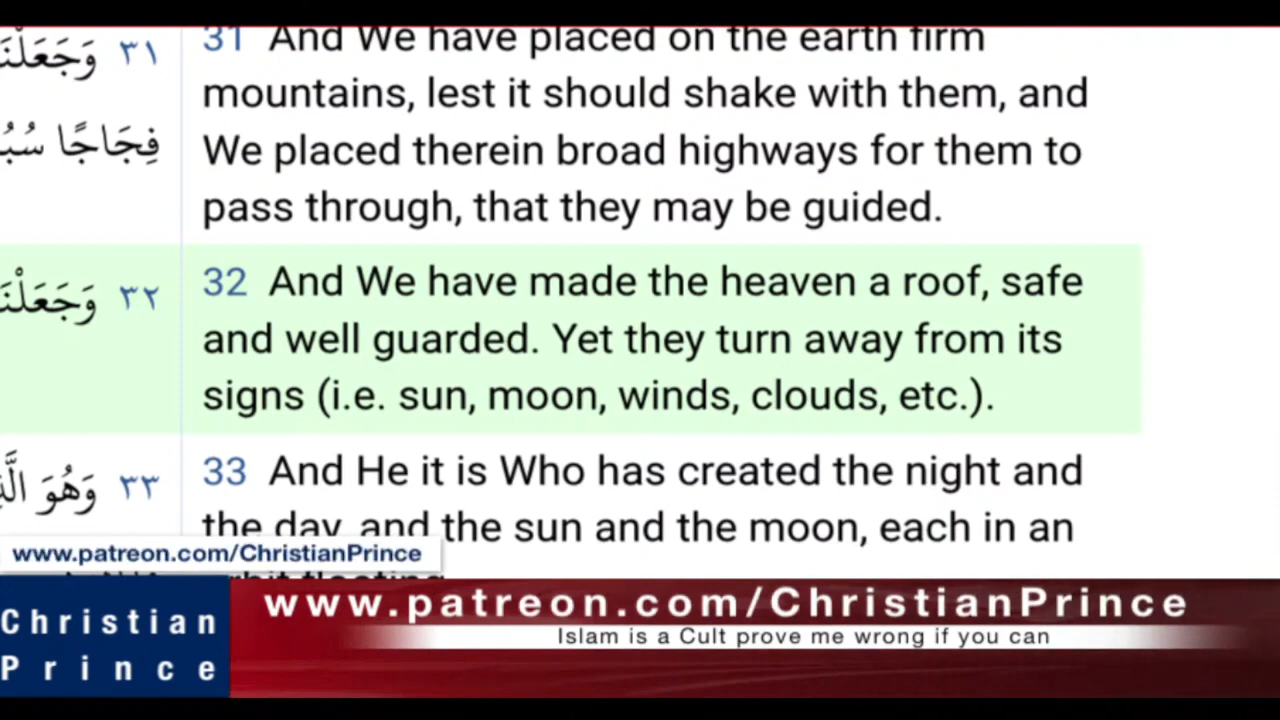 31 And We have placed on the earth firm
mountains, lest it should shake with them, and
We placed therein broad highways for them to
pass through, that they may be guided.
٣١ وَجَعَلْنَا
فِجَاجًا سُبُ
32 And We have made the heaven a roof, safe
and well guarded. Yet they turn away from its
signs (i.e. sun, moon, winds, clouds, etc.).
٣٢ وَجَعَلْنَا
33 And He it is Who has created the night and
the day, and the sun and the moon, each in an
orbit floating.
٣٣ وَهُوَ
www.patreon.com/ChristianPrince
Christian
Prince
www.patreon.com/ChristianPrince
Islam is a Cult prove me wrong if you can